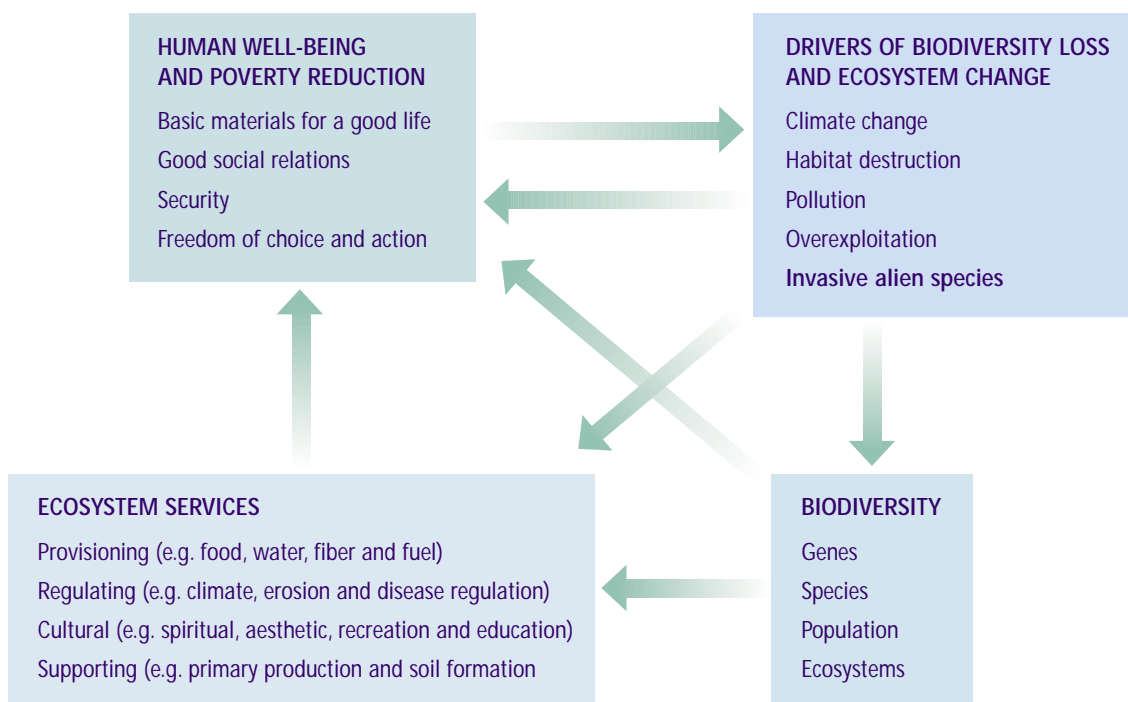 HUMAN WELL-BEING
AND POVERTY REDUCTION
Basic materials for a good life
Good social relations
Security
Freedom of choice and action
DRIVERS OF BIODIVERSITY LOSS
AND ECOSYSTEM CHANGE
Climate change
Habitat destruction
Pollution
Overexploitation
Invasive alien species
ECOSYSTEM SERVICES
Provisioning (e.g. food, water, fiber and fuel)
Regulating (e.g. climate, erosion and disease regulation)
Cultural (e.g. spiritual, aesthetic, recreation and education)
Supporting (e.g. primary production and soil formation
BIODIVERSITY
Genes
Species
Population
Ecosystems